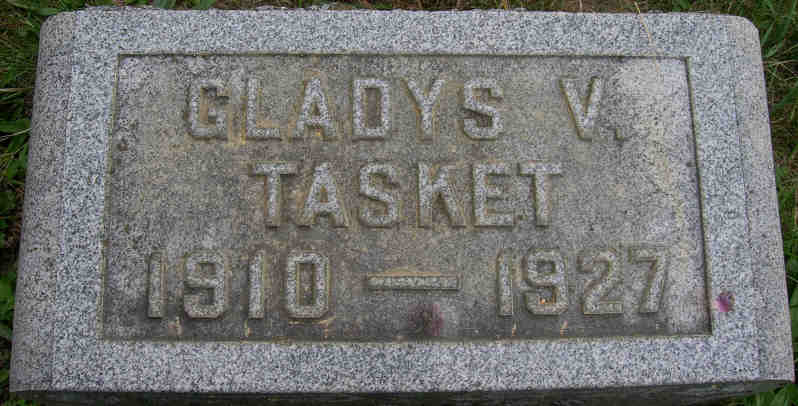 GLADYS V.
TASKET
1910 — 1927